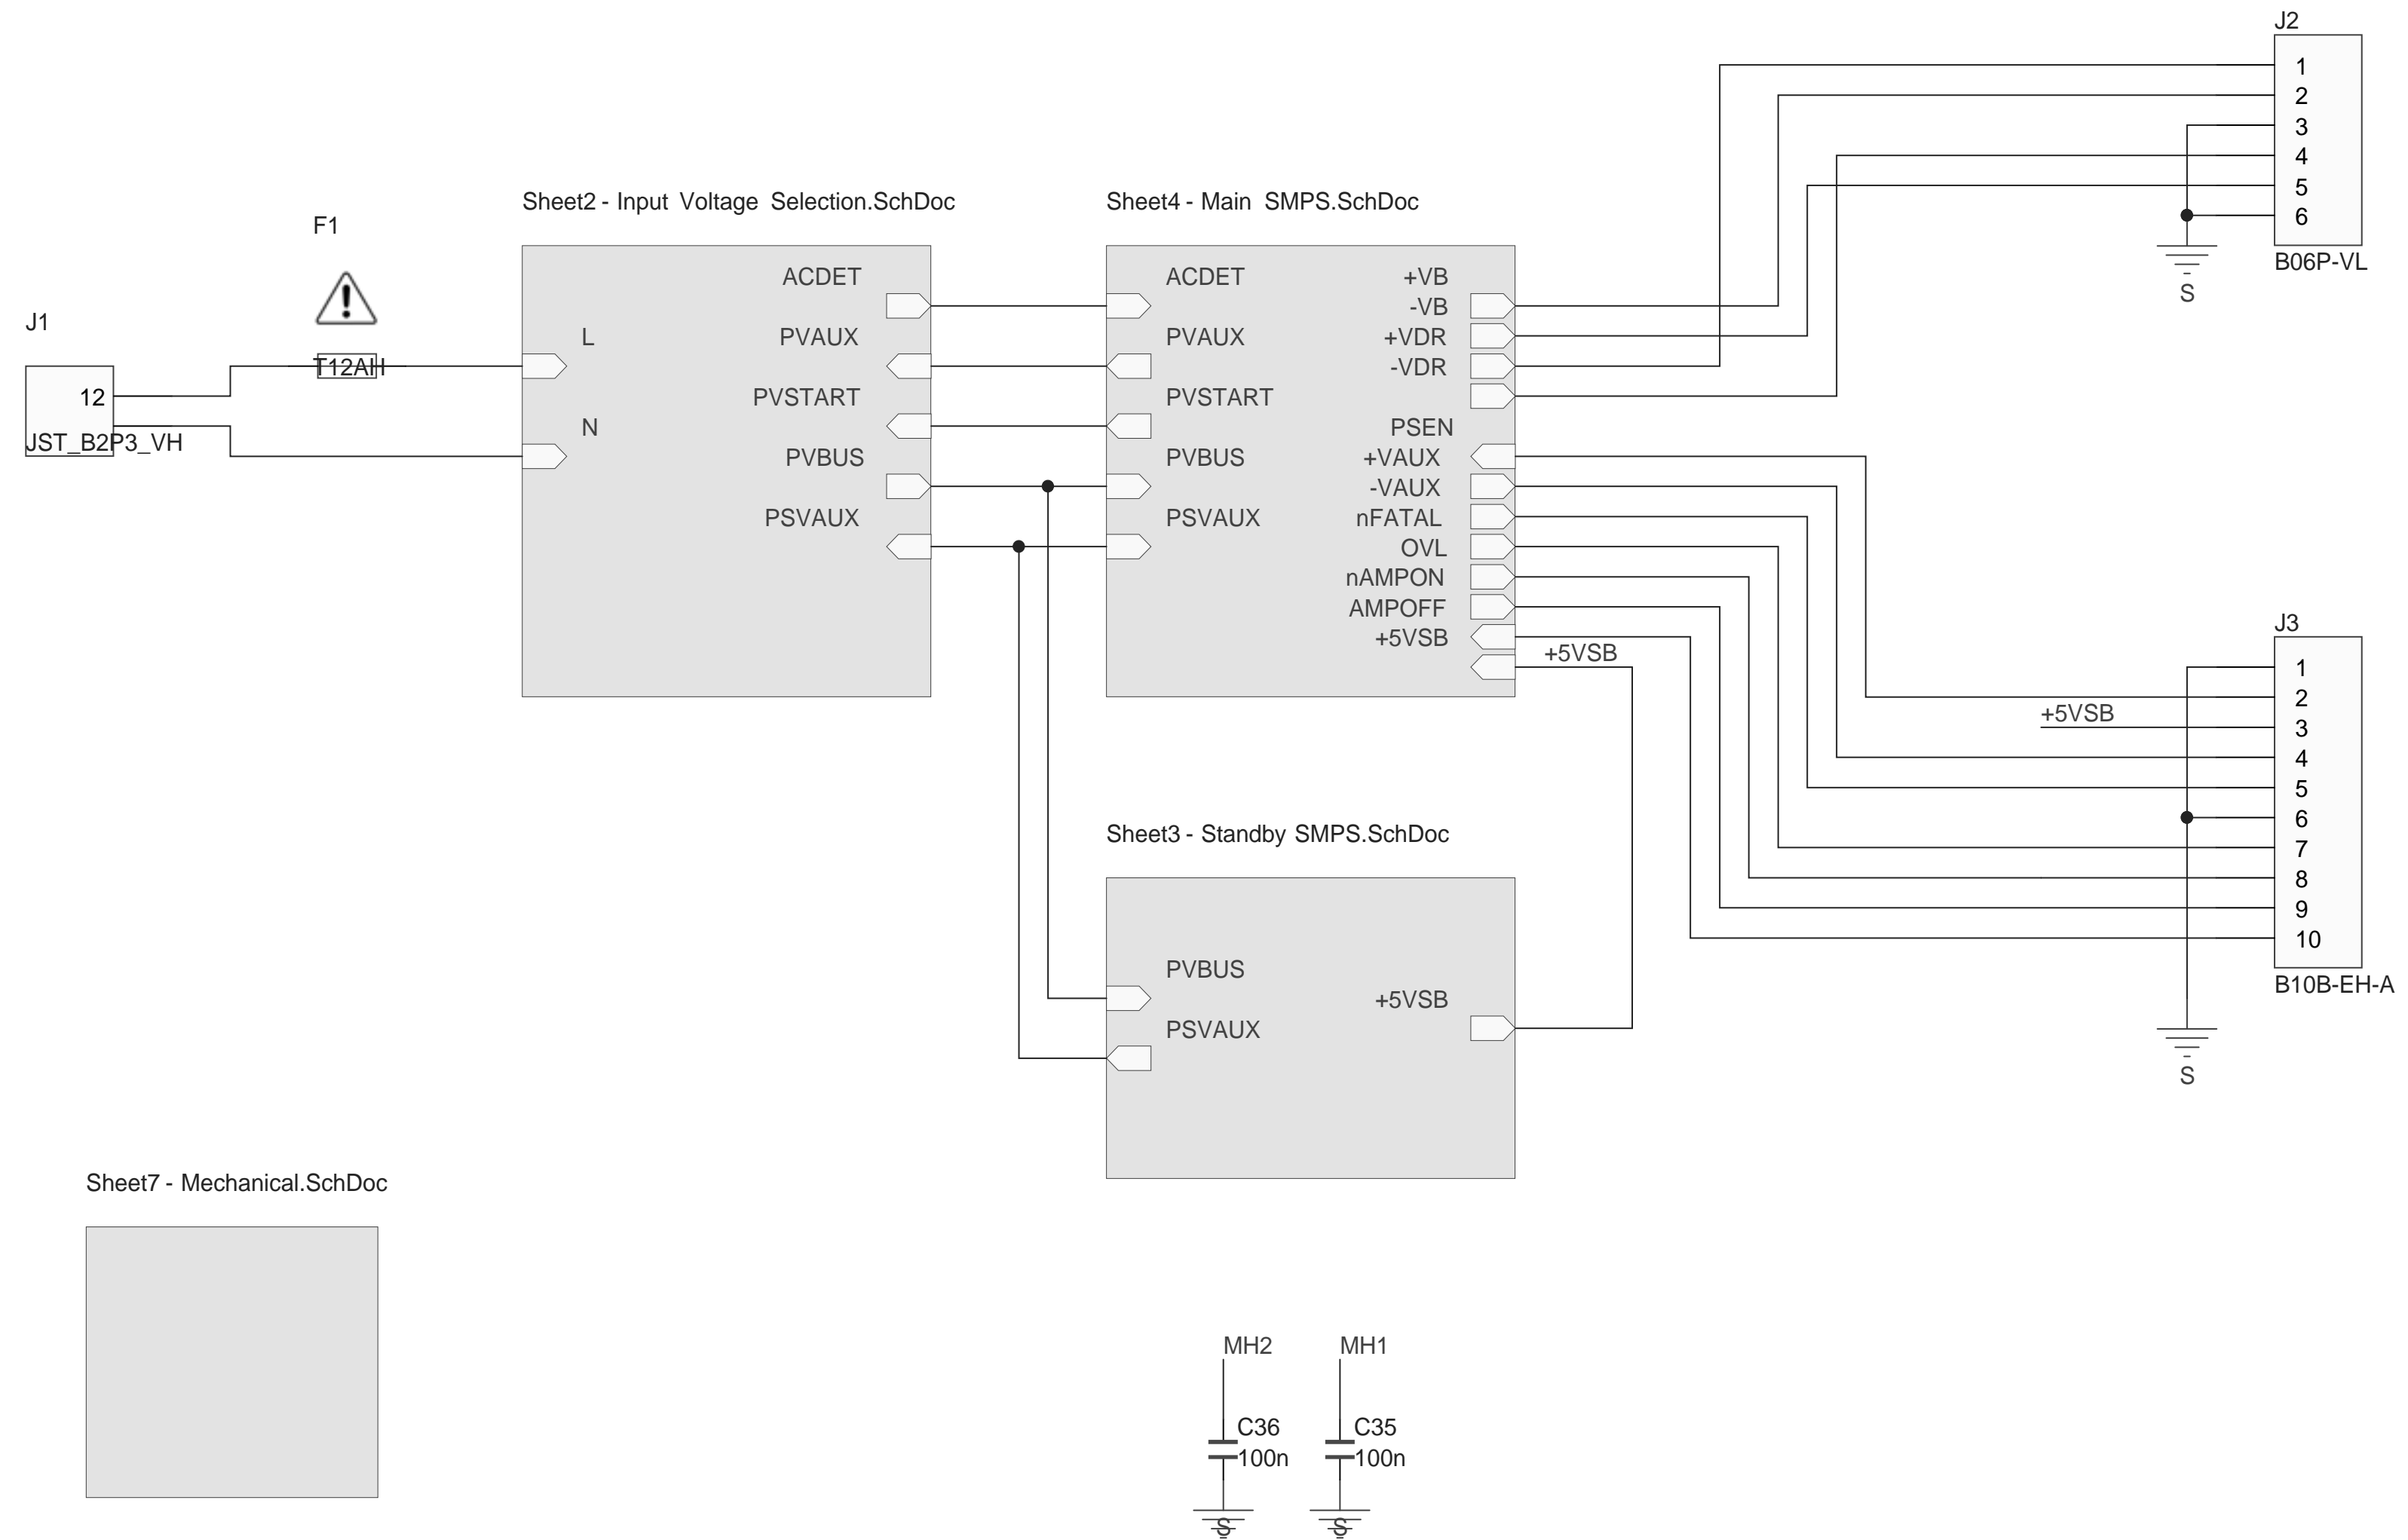 J2
1
2
3
4
5
6
B06P-VL
S
Sheet2 - Input Voltage Selection.SchDoc
Sheet4 - Main SMPS.SchDoc
F1
T12AH
J1
12
JST_B2P3_VH
L
N
ACDET
PVAUX
PVSTART
PVBUS
PSVAUX
ACDET
PVAUX
PVSTART
PVBUS
PSVAUX
+VB
-VB
+VDR
-VDR
PSEN
+VAUX
-VAUX
nFATAL
OVL
nAMPON
AMPOFF
+5VSB
+5VSB
J3
1
2
+5VSB
3
4
5
6
7
8
9
10
B10B-EH-A
S
Sheet3 - Standby SMPS.SchDoc
PVBUS
PSVAUX
+5VSB
Sheet7 - Mechanical.SchDoc
MH2
MH1
C36
100n
C35
100n
S
S